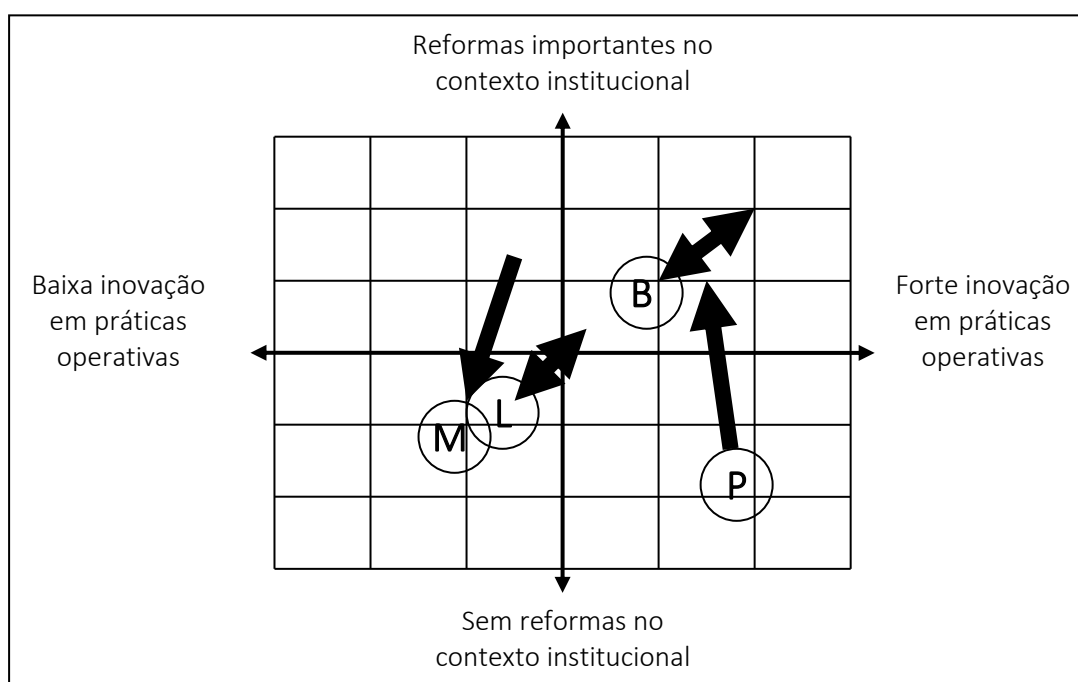 Reformas importantes no
contexto institucional
Baixa inovação
em práticas
operativas
Forte inovação
em práticas
operativas
B
L
M
P
Sem reformas no
contexto institucional